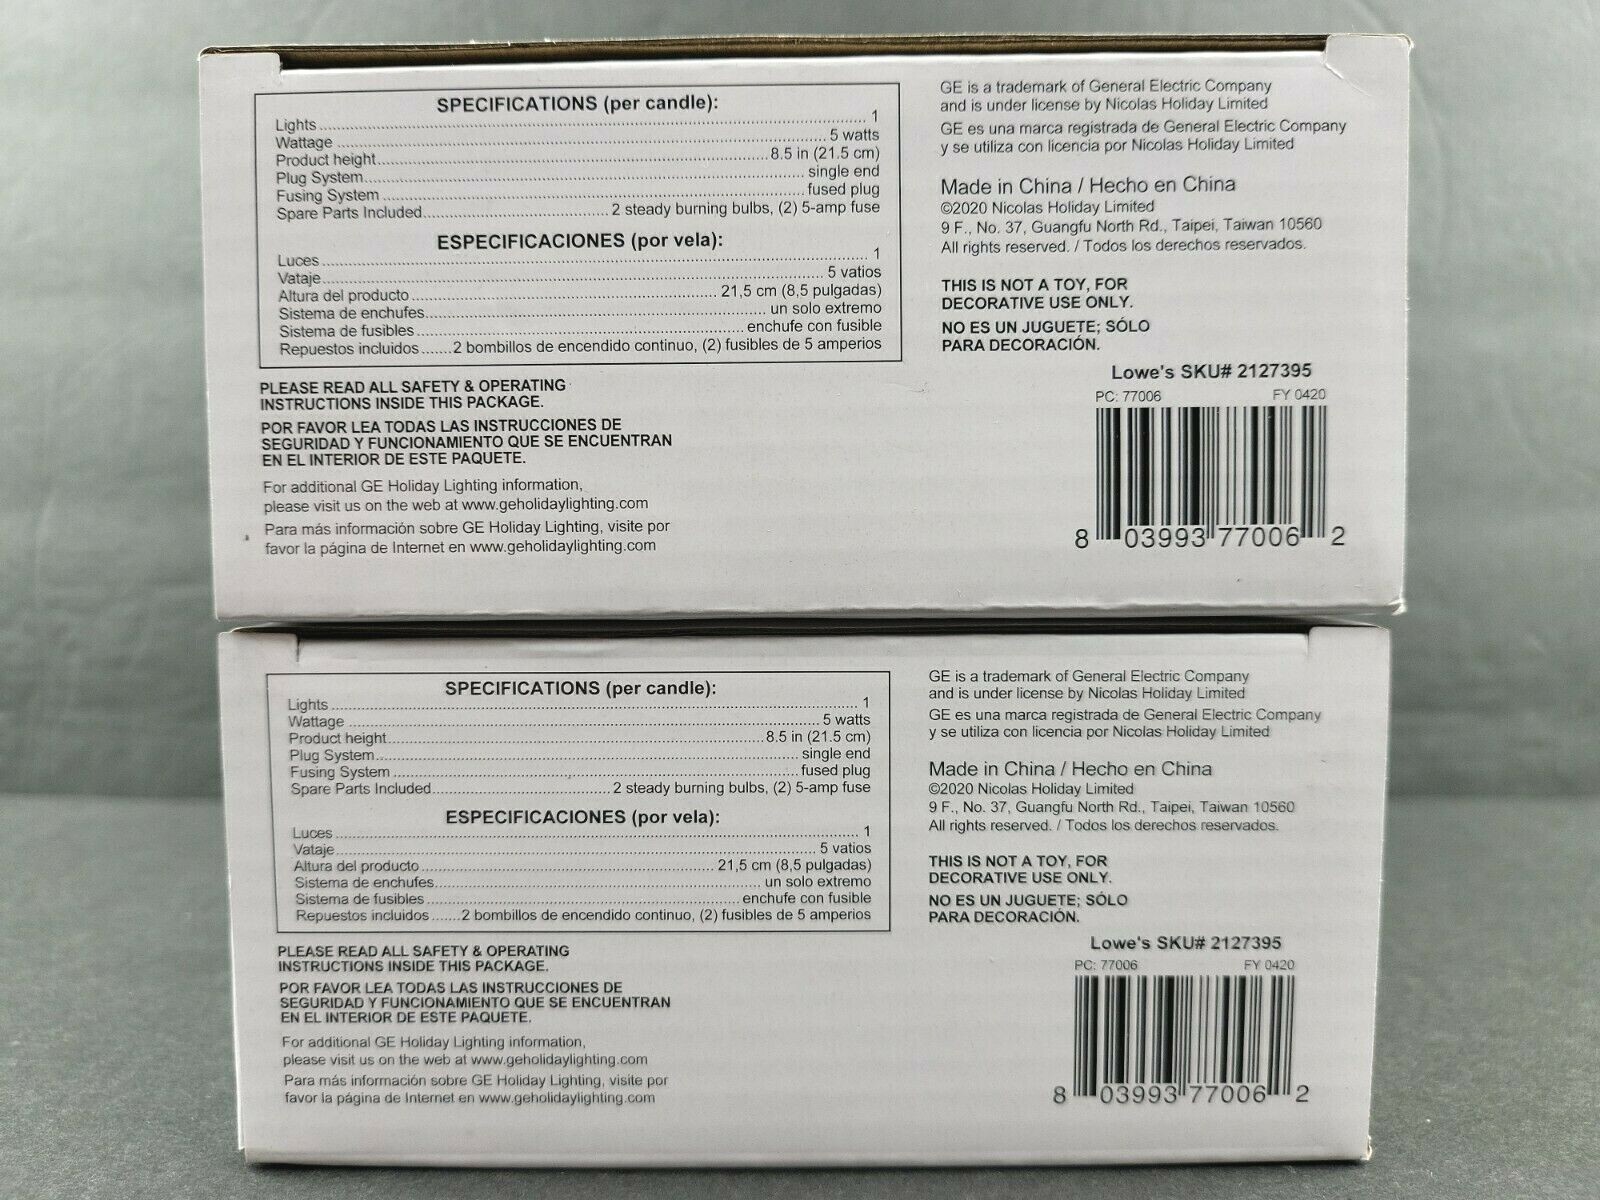 SPECIFICATIONS (per candle):
Lights 1
Wattage 5 watts
Product height 8.5 in (21.5 cm)
Plug System single end
Fusing System fused plug
Spare Parts Included 2 steady burning bulbs, (2) 5-amp fuse
ESPECIFICACIONES (por vela):
Luces 1
Vataje 5 vatios
Altura del producto 21,5 cm (8,5 pulgadas)
Sistema de enchufes un solo extremo
Sistema de fusibles enchufe con fusible
Repuestos incluidos 2 bombillos de encendido continuo, (2) fusibles de 5 amperios
PLEASE READ ALL SAFETY & OPERATING
INSTRUCTIONS INSIDE THIS PACKAGE.
POR FAVOR LEA TODAS LAS INSTRUCCIONES DE
SEGURIDAD Y FUNCIONAMIENTO QUE SE ENCUENTRAN
EN EL INTERIOR DE ESTE PAQUETE.
For additional GE Holiday Lighting information,
please visit us on the web at www.geholidaylighting.com
Para más información sobre GE Holiday Lighting, visite por
favor la página de Internet en www.geholidaylighting.com
GE is a trademark of General Electric Company
and is under license by Nicolas Holiday Limited
GE es una marca registrada de General Electric Company
y se utiliza con licencia por Nicolas Holiday Limited
Made in China / Hecho en China
©2020 Nicolas Holiday Limited
9 F., No. 37, Guangfu North Rd., Taipei, Taiwan 10560
All rights reserved. / Todos los derechos reservados.
THIS IS NOT A TOY, FOR
DECORATIVE USE ONLY.
NO ES UN JUGUETE; SÓLO
PARA DECORACIÓN.
Lowe's SKU# 2127395
PC: 77006 FY 0420
8 03993 77006 2
SPECIFICATIONS (per candle):
Lights 1
Wattage 5 watts
Product height 8.5 in (21.5 cm)
Plug System single end
Fusing System fused plug
Spare Parts Included 2 steady burning bulbs, (2) 5-amp fuse
ESPECIFICACIONES (por vela):
Luces 1
Vataje 5 vatios
Altura del producto 21,5 cm (8,5 pulgadas)
Sistema de enchufes un solo extremo
Sistema de fusibles enchufe con fusible
Repuestos incluidos 2 bombillos de encendido continuo, (2) fusibles de 5 amperios
PLEASE READ ALL SAFETY & OPERATING
INSTRUCTIONS INSIDE THIS PACKAGE.
POR FAVOR LEA TODAS LAS INSTRUCCIONES DE
SEGURIDAD Y FUNCIONAMIENTO QUE SE ENCUENTRAN
EN EL INTERIOR DE ESTE PAQUETE.
For additional GE Holiday Lighting information,
please visit us on the web at www.geholidaylighting.com
Para más información sobre GE Holiday Lighting, visite por
favor la página de Internet en www.geholidaylighting.com
GE is a trademark of General Electric Company
and is under license by Nicolas Holiday Limited
GE es una marca registrada de General Electric Company
y se utiliza con licencia por Nicolas Holiday Limited
Made in China / Hecho en China
©2020 Nicolas Holiday Limited
9 F., No. 37, Guangfu North Rd., Taipei, Taiwan 10560
All rights reserved. / Todos los derechos reservados.
THIS IS NOT A TOY, FOR
DECORATIVE USE ONLY.
NO ES UN JUGUETE; SÓLO
PARA DECORACIÓN.
Lowe's SKU# 2127395
PC: 77006 FY 0420
8 03993 77006 2